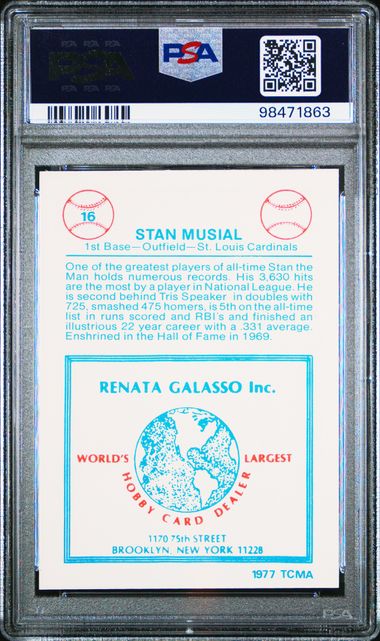 PSA
98471863
16
STAN MUSIAL
1st Base—Outfield—St. Louis Cardinals
One of the greatest players of all-time Stan the
Man holds numerous records. His 3,630 hits
are the most by a player in National League. He
is second behind Tris Speaker in doubles with
725, smashed 475 homers, is 5th on the all-time
list in runs scored and RBI's and finished an
illustrious 22 year career with a .331 average.
Enshrined in the Hall of Fame in 1969.
RENATA GALASSO Inc.
WORLD'S LARGEST
HOBBY CARD DEALER
1170 75th STREET
BROOKLYN, NEW YORK 11228
1977 TCMA
PSA